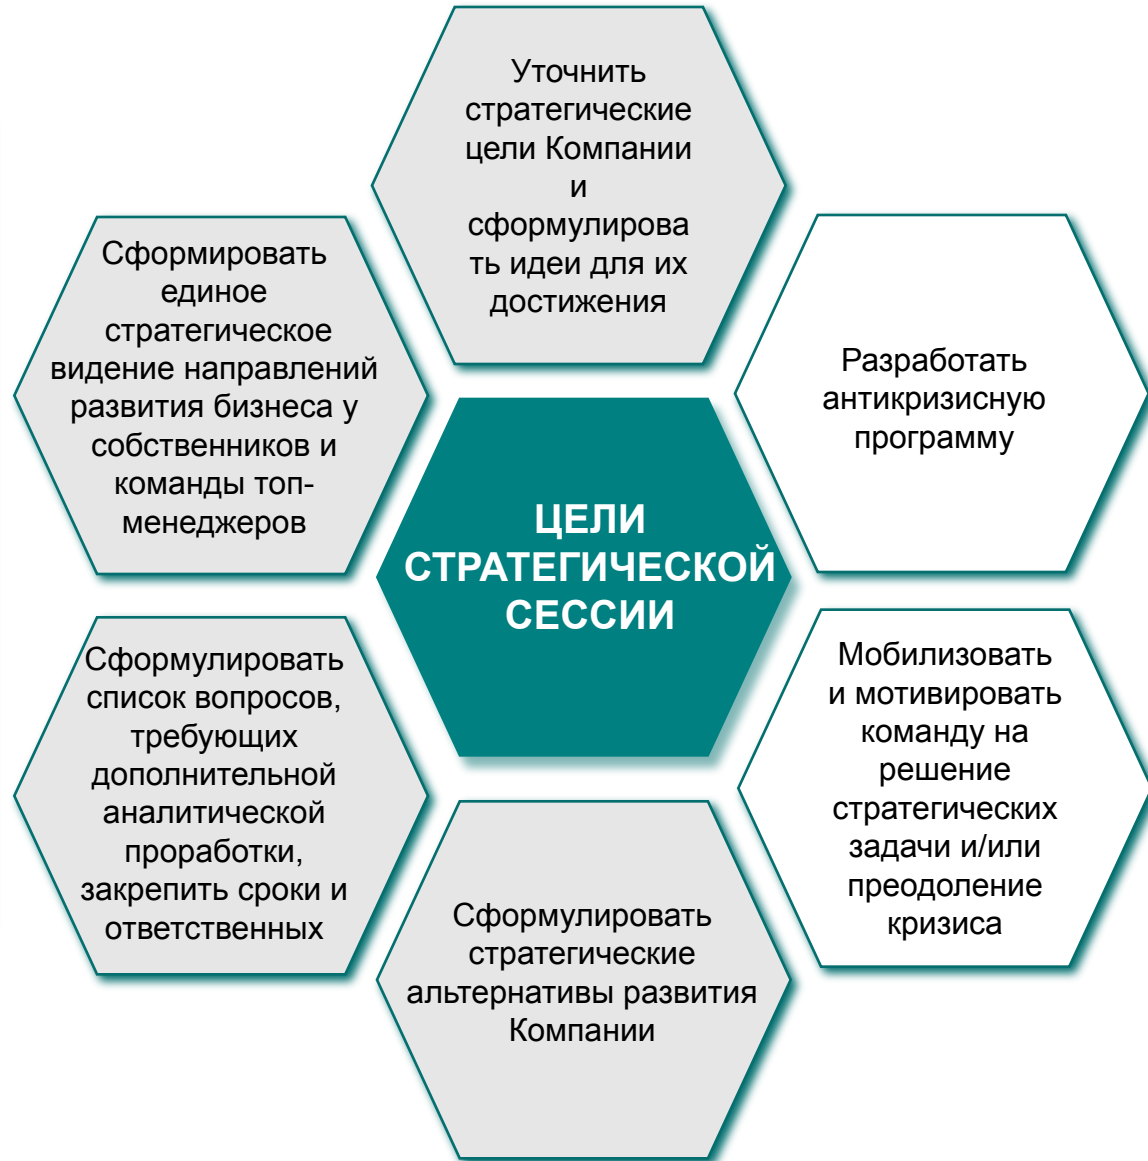 Уточнить
стратегические
цели Компании
и
сформулирова
ть идеи для их
достижения
Сформировать
единое
стратегическое
видение направлений
развития бизнеса у
собственников и
команды топ-
менеджеров
Разработать
антикризисную
программу
ЦЕЛИ
СТРАТЕГИЧЕСКОЙ
СЕССИИ
Сформулировать
список вопросов,
требующих
дополнительной
аналитической
проработки,
закрепить сроки и
ответственных
Мобилизовать
и мотивировать
команду на
решение
стратегических
задачи и/или
преодоление
кризиса
Сформулировать
стратегические
альтернативы развития
Компании